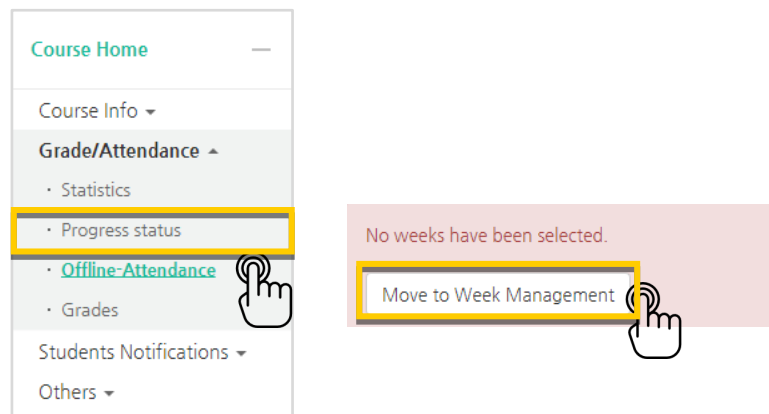 Course Home
Course Info
Grade/Attendance
· Statistics
· Progress status
· Offline-Attendance
· Grades
Students Notifications
Others
No weeks have been selected.
Move to Week Management